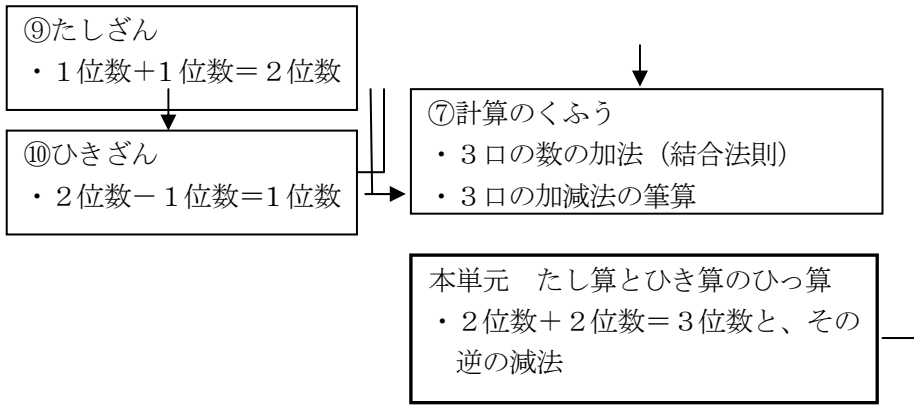 ⑨たしざん
・１位数＋１位数＝２位数
⑩ひきざん
・２位数－１位数＝１位数
⑦計算のくふう
・３口の数の加法（結合法則）
・３口の加減法の筆算
本単元　たし算とひき算のひっ算
・２位数＋２位数＝３位数と、その
逆の減法